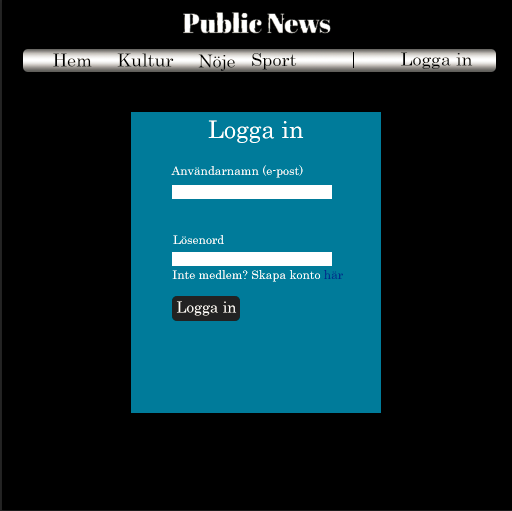 Public News
Hem Kultur Nöje Sport | Logga in
Logga in
Användarnamn (e-post)
Lösenord
Inte medlem? Skapa konto här
Logga in